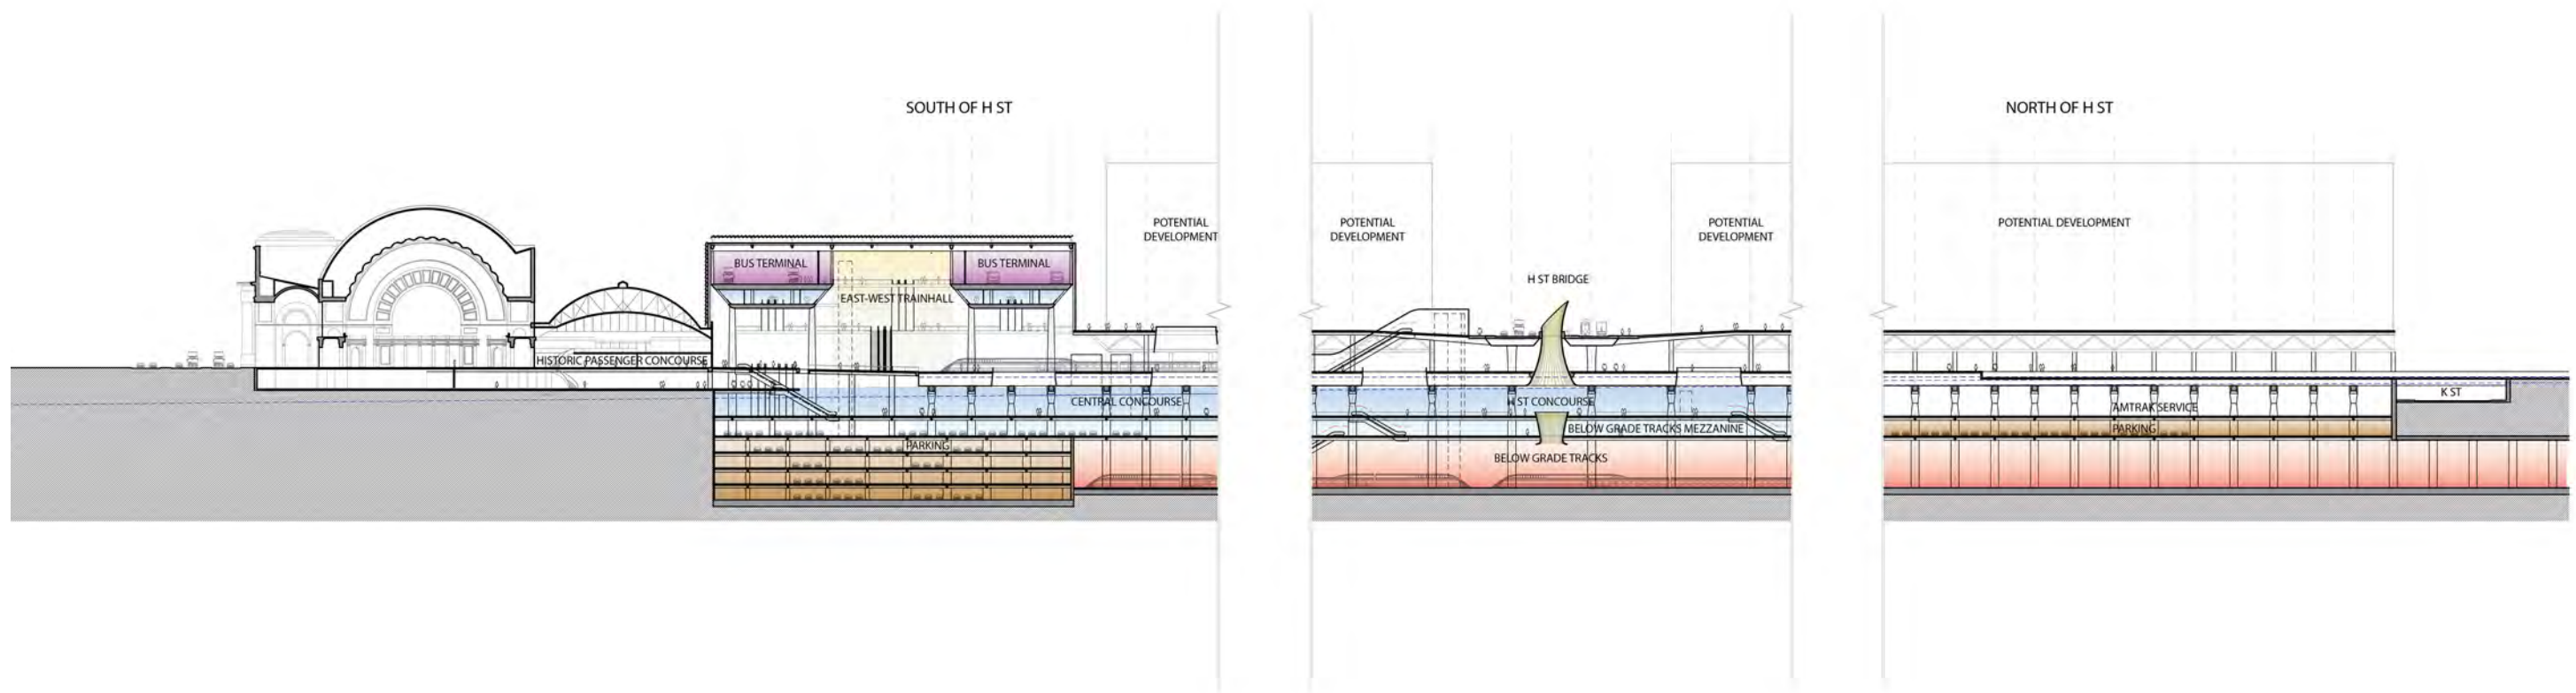 SOUTH OF H ST
NORTH OF H ST
POTENTIAL
DEVELOPMENT
POTENTIAL
DEVELOPMENT
POTENTIAL
DEVELOPMENT
POTENTIAL DEVELOPMENT
BUS TERMINAL
BUS TERMINAL
H ST BRIDGE
EAST-WEST TRAINHALL
HISTORIC PASSENGER CONCOURSE
CENTRAL CONCOURSE
H ST CONCOURSE
K ST
AMTRAK SERVICE
BELOW GRADE TRACKS MEZZANINE
PARKING
PARKING
BELOW GRADE TRACKS